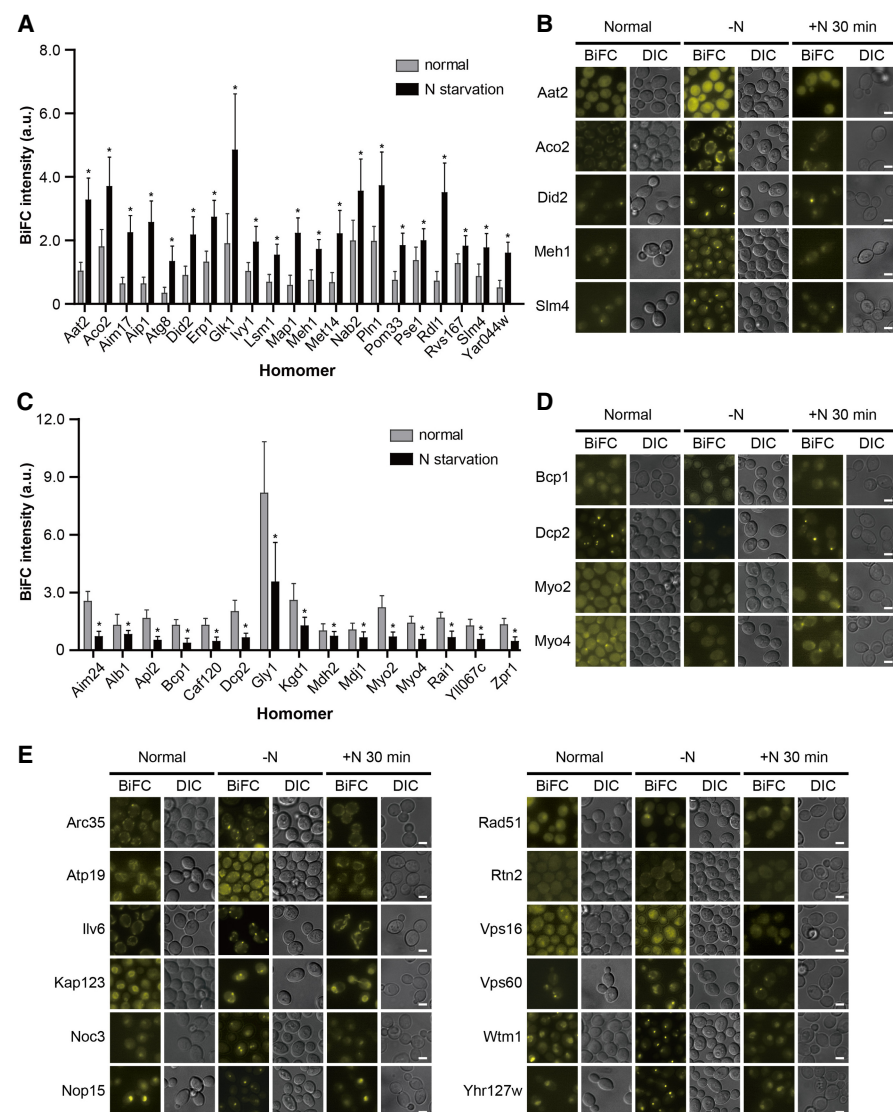 A
BiFC intensity (a.u.)
8.0
6.0
4.0
2.0
0
normal
N starvation
* * * * * * * * * * * * * * * * * * * * *
Aat2 Aco2 Aim17 Aip1 Atg8 Did2 Erp1 Glk1 Ivy1 Lsm1 Map1 Meh1 Met14 Nab2 Pln1 Pom33 Pse1 Rdl1 Rvs167 Slm4 Yar044w
Homomer
B
Normal -N +N 30 min
BiFC DIC BiFC DIC BiFC DIC
Aat2
Aco2
Did2
Meh1
Slm4
C
BiFC intensity (a.u.)
12.0
9.0
6.0
3.0
0
normal
N starvation
* * * * * * * * * * * * * * *
Aim24 Alb1 Apl2 Bcp1 Caf120 Dcp2 Gly1 Kgd1 Mdh2 Mdj1 Myo2 Myo4 Rai1 Yll067c Zpr1
Homomer
D
Normal -N +N 30 min
BiFC DIC BiFC DIC BiFC DIC
Bcp1
Dcp2
Myo2
Myo4
E
Normal -N +N 30 min
BiFC DIC BiFC DIC BiFC DIC
Arc35
Atp19
Ilv6
Kap123
Noc3
Nop15
Normal -N +N 30 min
BiFC DIC BiFC DIC BiFC DIC
Rad51
Rtn2
Vps16
Vps60
Wtm1
Yhr127w